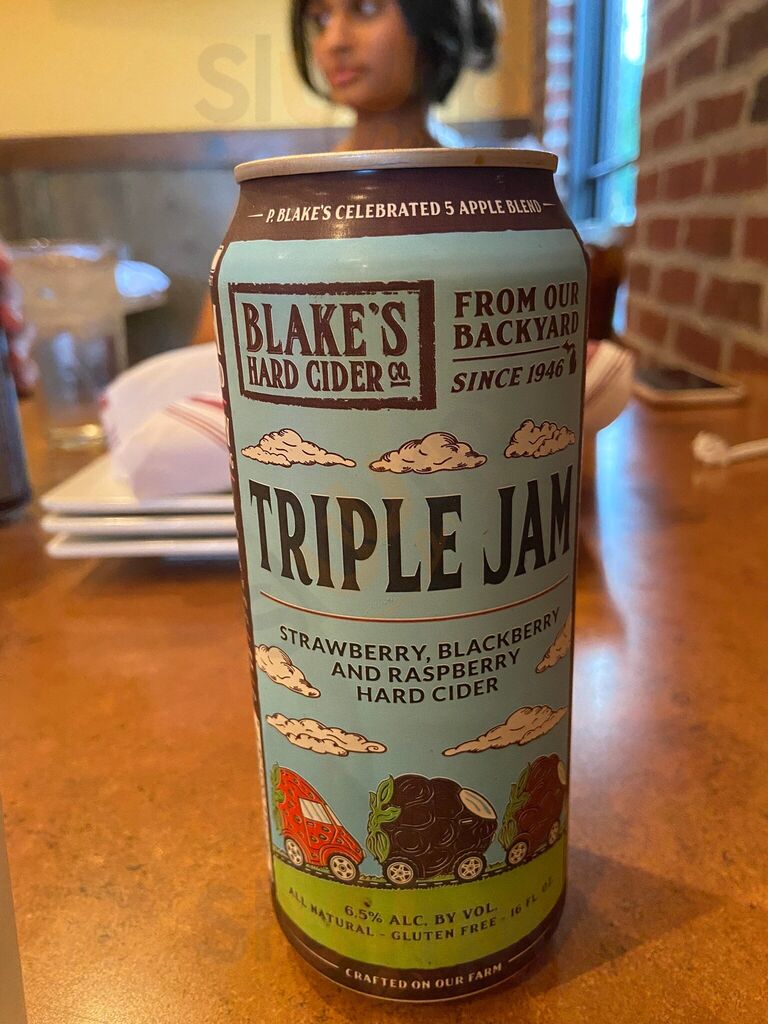 P. BLAKE'S CELEBRATED 5 APPLE BLEND
BLAKE'S
HARD CIDER CO
FROM OUR
BACKYARD
SINCE 1946
TRIPLE JAM
STRAWBERRY, BLACKBERRY
AND RASPBERRY
HARD CIDER
6.5% ALC. BY VOL.
ALL NATURAL - GLUTEN FREE - 16 FL. OZ.
CRAFTED ON OUR FARM